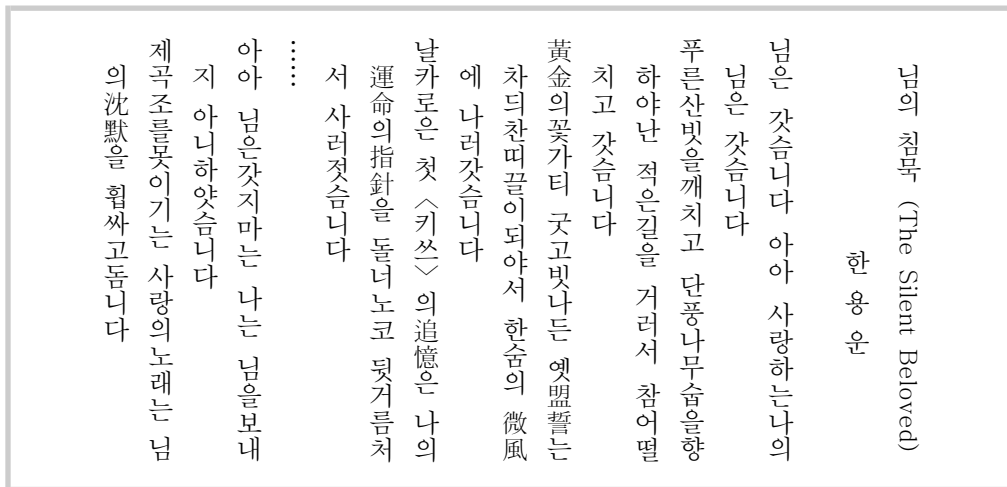 님의 침묵 (The Silent Beloved)
한 용 운
님은 갓슴니다 아아 사랑하는나의
님은 갓슴니다
푸른산빗을깨치고 단풍나무숩을향
하야난 적은길을 거러서 참어떨
치고 갓슴니다
黃金의꽃가티 굿고빗나든 옛盟誓는
차듸찬띠끌이되야서 한숨의 微風
에 나러갓슴니다
날카로은 첫 〈키쓰〉의追憶은 나의
運命의指針을 돌너노코 뒷거름처
서 사러젓슴니다
……
아아 님은갓지마는 나는 님을보내
지 아니하얏슴니다
제곡조를못이기는 사랑의노래는 님
의沈默을 휩싸고돔니다